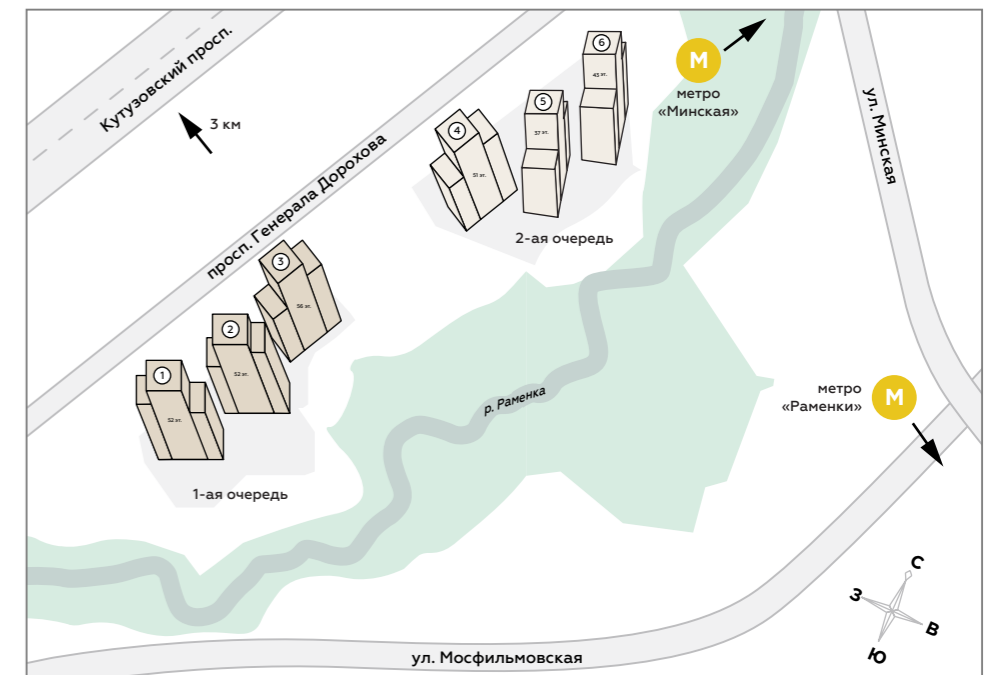 Кутузовский просп.
3 км
просп. Генерала Дорохова
6
45 эт.
5
37 эт.
4
51 эт.
2-ая очередь
М
метро
«Минская»
ул. Минская
3
56 эт.
2
52 эт.
1
52 эт.
1-ая очередь
р. Раменка
метро
«Раменки»
М
ул. Мосфильмовская
С
З
В
Ю